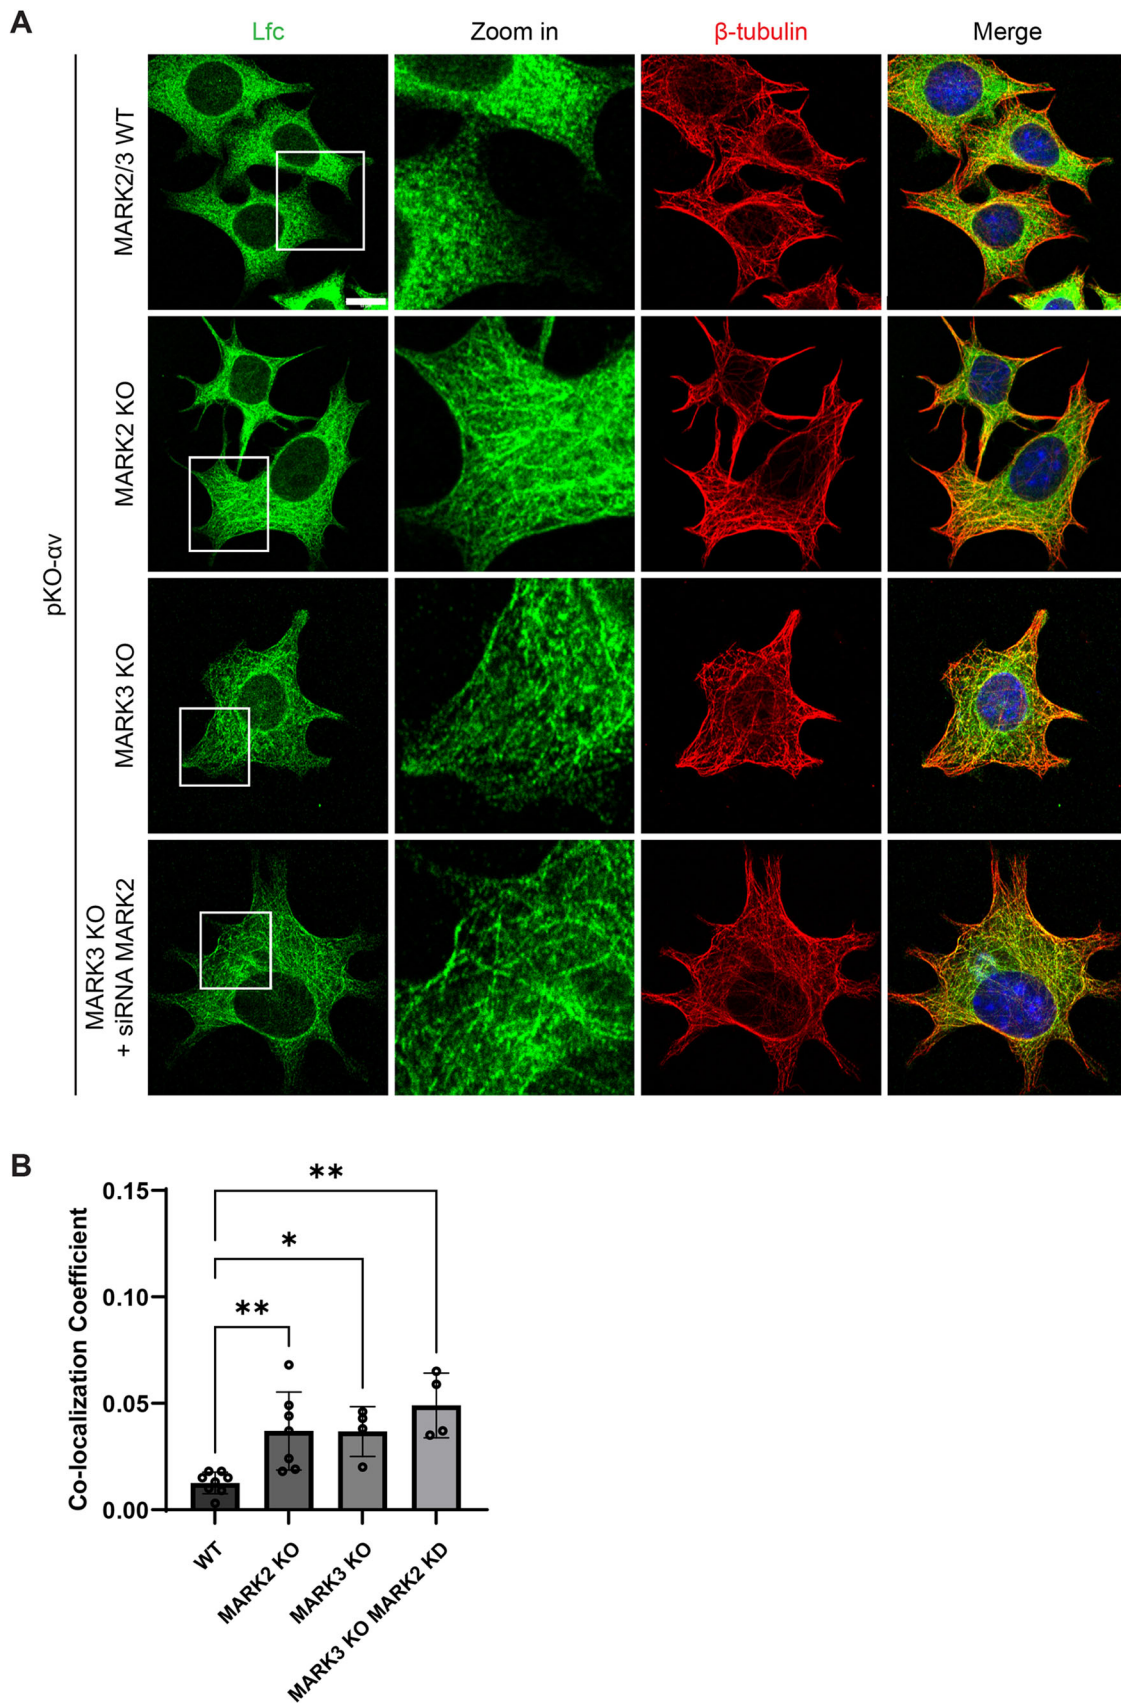 A
Lfc
Zoom in
β-tubulin
Merge
pKO-αv
MARK2/3 WT
MARK2 KO
MARK3 KO
MARK3 KO
+ siRNA MARK2
B
Co-localization Coefficient
0.15
0.10
0.05
0.00
**
*
**
WT
MARK2 KO
MARK3 KO
MARK3 KO MARK2 KD